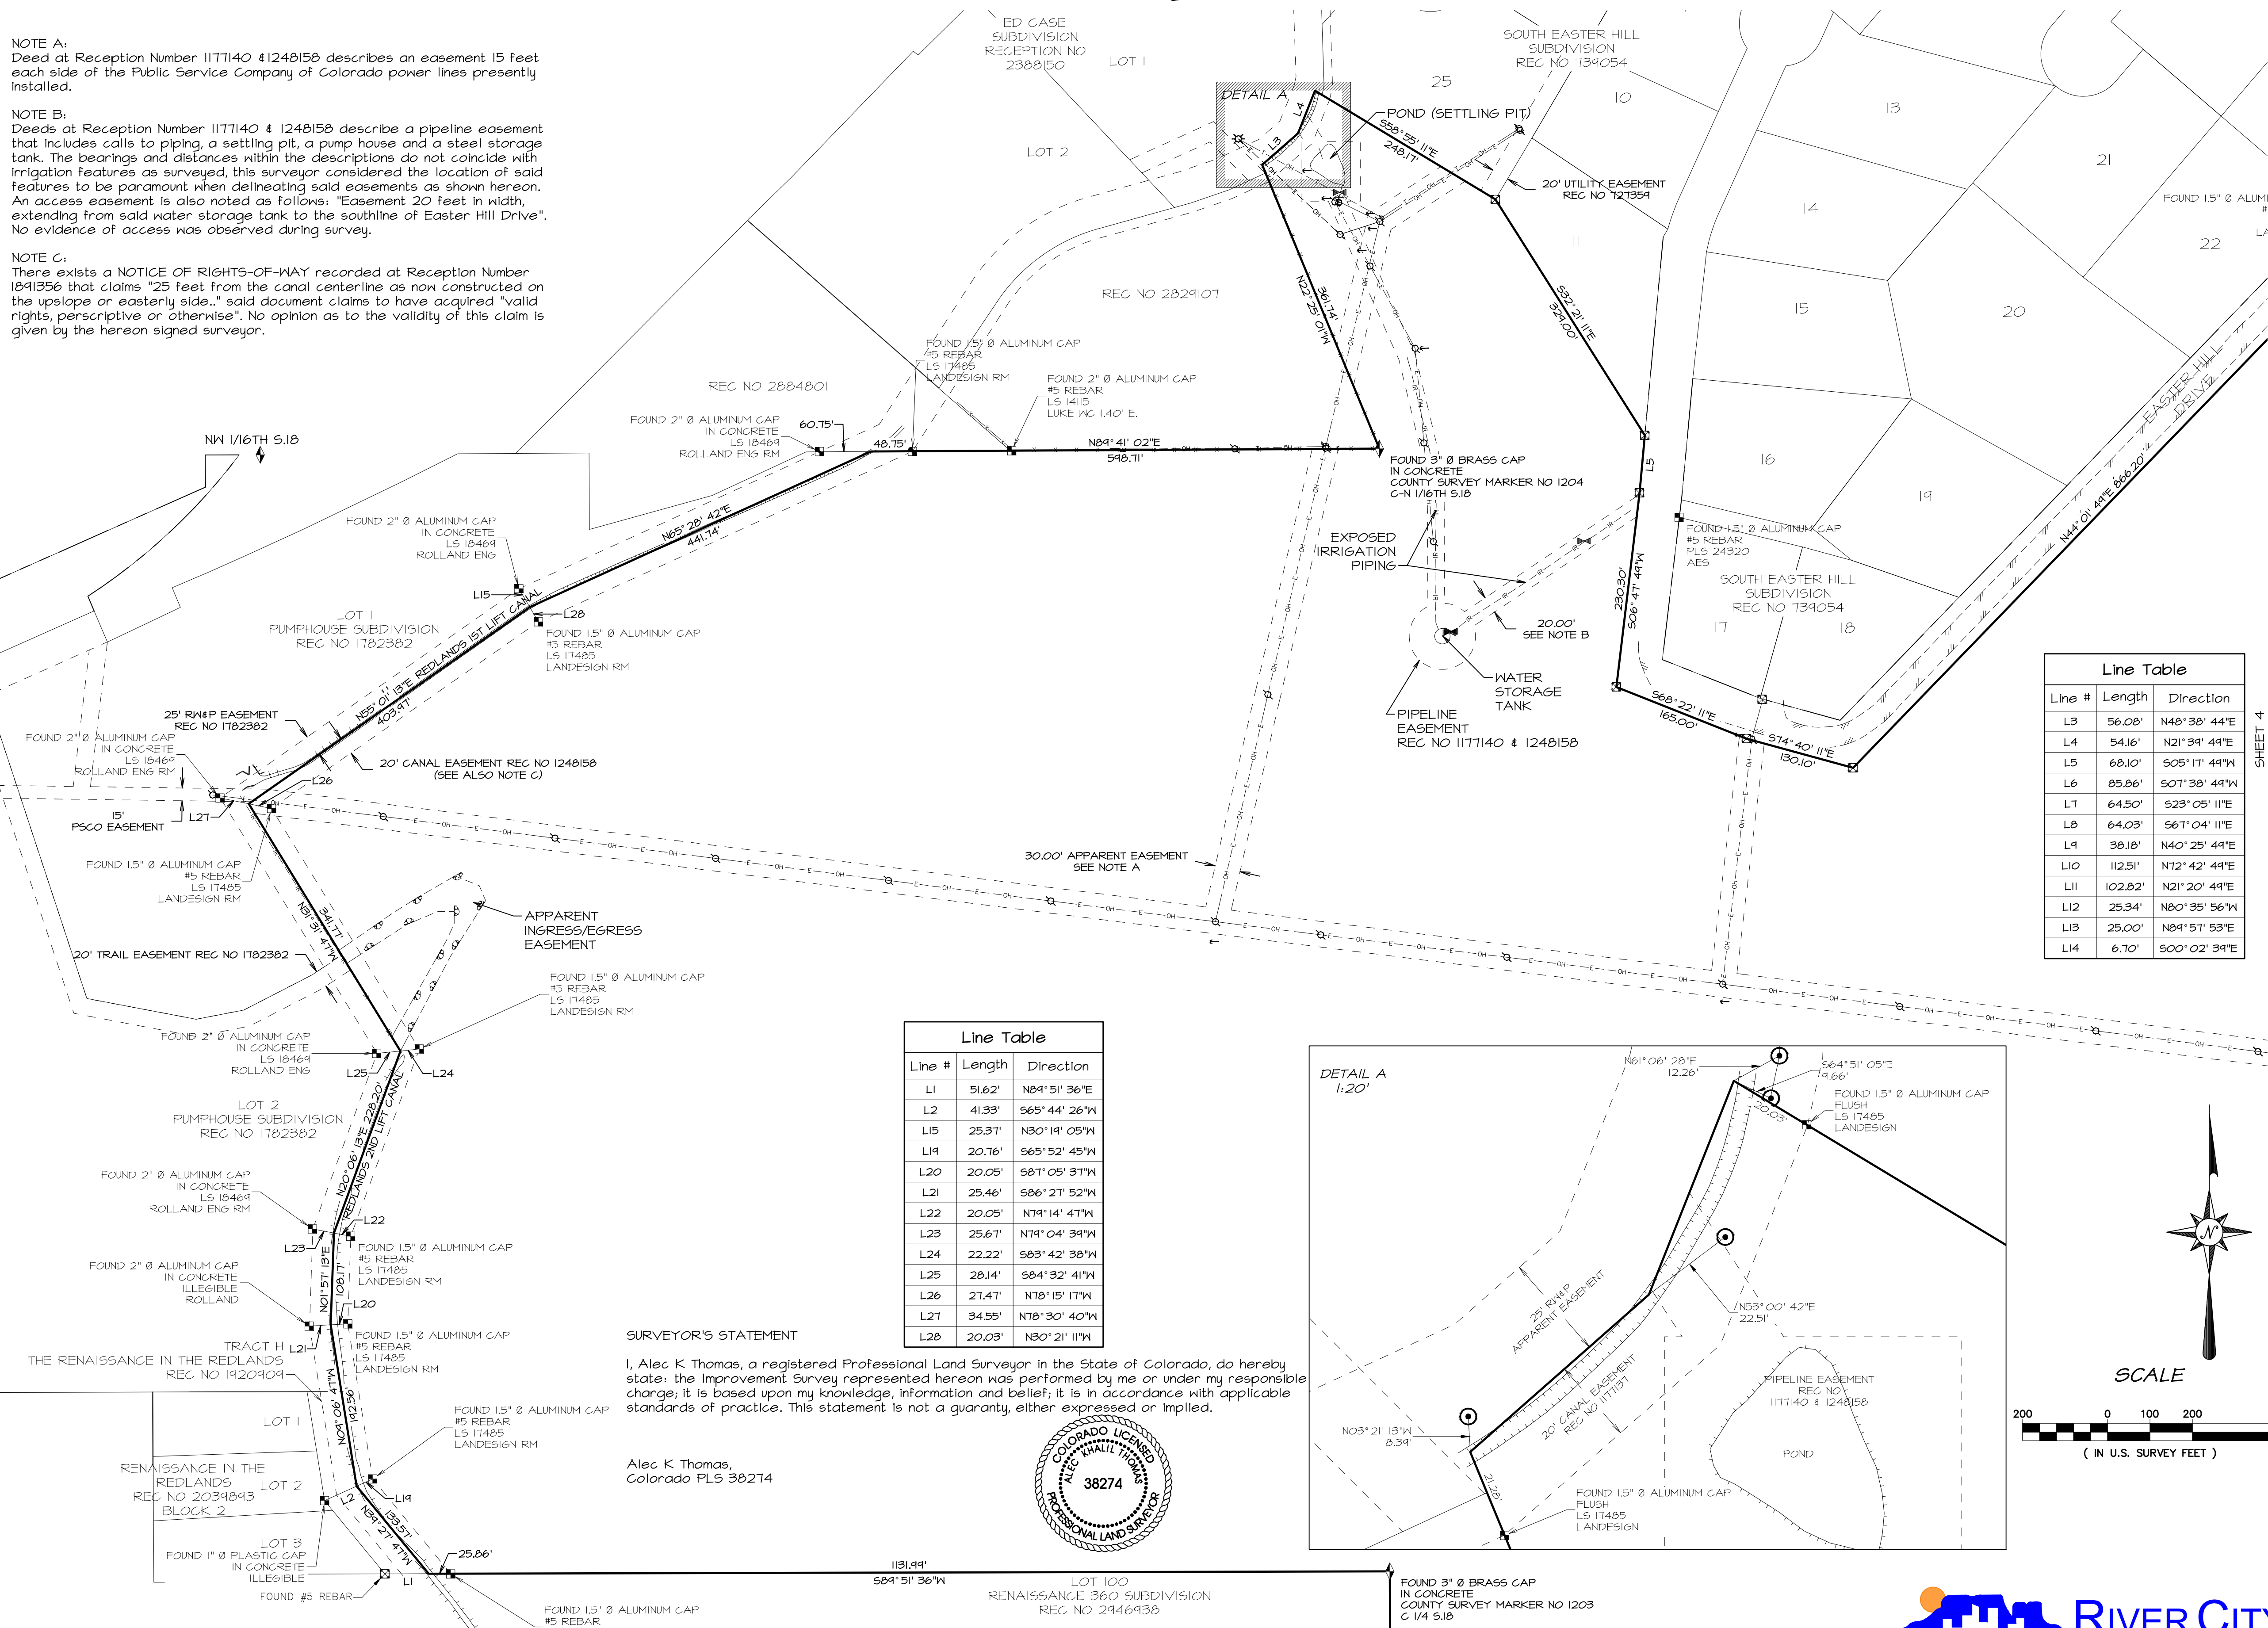 NOTE A:
Deed at Reception Number 1177140 &1248158 describes an easement 15 feet
each side of the Public Service Company of Colorado power lines presently
installed.
NOTE B:
Deeds at Reception Number 1177140 & 1248158 describe a pipeline easement
that includes calls to piping, a settling pit, a pump house and a steel storage
tank. The bearings and distances within the descriptions do not coincide with
irrigation features as surveyed, this surveyor considered the location of said
features to be paramount when delineating said easements as shown hereon.
An access easement is also noted as follows: "Easement 20 feet in width,
extending from said water storage tank to the southline of Easter Hill Drive".
No evidence of access was observed during survey.
NOTE C:
There exists a NOTICE OF RIGHTS-OF-WAY recorded at Reception Number
1891356 that claims "25 feet from the canal centerline as now constructed on
the upslope or easterly side.." said document claims to have acquired "valid
rights, perscriptive or otherwise". No opinion as to the validity of this claim is
given by the hereon signed surveyor.
ED CASE
SUBDIVISION
RECEPTION NO
2388150
LOT 1
LOT 2
DETAIL A
L4
L3
POND (SETTLING PIT)
S58°55'11"E
248.17'
SOUTH EASTER HILL
SUBDIVISION
REC NO 739054
25
10
11
13
14
15
16
17
18
19
20
21
22
FOUND 1.5" Ø ALUMI
#
LA
20' UTILITY EASEMENT
REC NO 727359
S32°21'11"E
329.00'
REC NO 2829107
361.74'
N22°25'01"W
REC NO 2884801
FOUND 1.5" Ø ALUMINUM CAP
#5 REBAR
LS 17485
LANDESIGN RM
FOUND 2" Ø ALUMINUM CAP
#5 REBAR
LS 14115
LUKE WC 1.40' E.
FOUND 2" Ø ALUMINUM CAP
IN CONCRETE
LS 18469
ROLLAND ENG RM
60.75'
48.75'
N89°41'02"E
598.71'
FOUND 3" Ø BRASS CAP
IN CONCRETE
COUNTY SURVEY MARKER NO 1204
C-N 1/16TH S.18
L5
EASTER HILL
DRIVE
N44°01'49"E 866.20'
NW 1/16TH S.18
FOUND 2" Ø ALUMINUM CAP
IN CONCRETE
LS 18469
ROLLAND ENG
N65°28'42"E
441.74'
L15
L28
FOUND 1.5" Ø ALUMINUM CAP
#5 REBAR
LS 17485
LANDESIGN RM
LOT 1
PUMPHOUSE SUBDIVISION
REC NO 1782382
N55°01'13"E REDLANDS 1ST LIFT CANAL
403.97'
EXPOSED
IRRIGATION
PIPING
FOUND 1.5" Ø ALUMINUM CAP
#5 REBAR
PLS 24320
AES
SOUTH EASTER HILL
SUBDIVISION
REC NO 739054
230.30'
S06°47'49"W
20.00'
SEE NOTE B
WATER
STORAGE
TANK
PIPELINE
EASEMENT
REC NO 1177140 & 1248158
S68°22'11"E
165.00'
S74°40'11"E
130.10'
25' RW&P EASEMENT
REC NO 1782382
FOUND 2" Ø ALUMINUM CAP
IN CONCRETE
LS 18469
ROLLAND ENG RM
20' CANAL EASEMENT REC NO 1248158
(SEE ALSO NOTE C)
L26
L27
15'
PSCO EASEMENT
FOUND 1.5" Ø ALUMINUM CAP
#5 REBAR
LS 17485
LANDESIGN RM
30.00' APPARENT EASEMENT
SEE NOTE A
341.77'
N31°31'47"W
APPARENT
INGRESS/EGRESS
EASEMENT
20' TRAIL EASEMENT REC NO 1782382
FOUND 1.5" Ø ALUMINUM CAP
#5 REBAR
LS 17485
LANDESIGN RM
FOUND 2" Ø ALUMINUM CAP
IN CONCRETE
LS 18469
ROLLAND ENG
L25
L24
LOT 2
PUMPHOUSE SUBDIVISION
REC NO 1782382
N20°06'13"E 228.20'
REDLANDS 2ND LIFT CANAL
FOUND 2" Ø ALUMINUM CAP
IN CONCRETE
LS 18469
ROLLAND ENG RM
L22
L23
FOUND 1.5" Ø ALUMINUM CAP
#5 REBAR
LS 17485
LANDESIGN RM
FOUND 2" Ø ALUMINUM CAP
IN CONCRETE
ILLEGIBLE
ROLLAND
N01°57'13"E
108.17'
L20
L21
FOUND 1.5" Ø ALUMINUM CAP
#5 REBAR
LS 17485
LANDESIGN RM
TRACT H
THE RENAISSANCE IN THE REDLANDS
REC NO 1920909
N09°06'47"W
192.56'
LOT 1
FOUND 1.5" Ø ALUMINUM CAP
#5 REBAR
LS 17485
LANDESIGN RM
RENAISSANCE IN THE
REDLANDS
REC NO 2039893
BLOCK 2
LOT 2
L2
L19
LOT 3
133.57'
N39°27'47"W
FOUND 1" Ø PLASTIC CAP
IN CONCRETE
ILLEGIBLE
FOUND #5 REBAR
L1
25.86'
FOUND 1.5" Ø ALUMINUM CAP
#5 REBAR
1131.99'
S89°51'36"W
LOT 100
RENAISSANCE 360 SUBDIVISION
REC NO 2946938
FOUND 3" Ø BRASS CAP
IN CONCRETE
COUNTY SURVEY MARKER NO 1203
C 1/4 S.18
Line Table
Line # Length Direction
L1 51.62' N89°51'36"E
L2 41.33' S65°44'26"W
L15 25.37' N30°19'05"W
L19 20.76' S65°52'45"W
L20 20.05' S87°05'37"W
L21 25.46' S86°27'52"W
L22 20.05' N79°14'47"W
L23 25.67' N79°04'39"W
L24 22.22' S83°42'38"W
L25 28.14' S84°32'41"W
L26 27.47' N78°15'17"W
L27 34.55' N78°30'40"W
L28 20.03' N30°21'11"W
SURVEYOR'S STATEMENT
I, Alec K Thomas, a registered Professional Land Surveyor in the State of Colorado, do hereby
state: the Improvement Survey represented hereon was performed by me or under my responsible
charge; it is based upon my knowledge, information and belief; it is in accordance with applicable
standards of practice. This statement is not a guaranty, either expressed or implied.
Alec K Thomas,
Colorado PLS 38274
COLORADO LICENSED
ALEC KHALIL THOMAS
38274
PROFESSIONAL LAND SURVEYOR
Line Table
Line # Length Direction
L3 56.08' N48°38'44"E
L4 54.16' N21°39'49"E
L5 68.10' S05°17'49"W
L6 85.86' S07°38'49"W
L7 64.50' S23°05'11"E
L8 64.03' S67°04'11"E
L9 38.18' N40°25'49"E
L10 112.51' N72°42'49"E
L11 102.82' N21°20'49"E
L12 25.34' N80°35'56"W
L13 25.00' N89°57'53"E
L14 6.70' S00°02'39"E
SHEET 4
DETAIL A
1:20'
N61°06'28"E
12.26'
S64°51'05"E
9.66'
20.03'
FOUND 1.5" Ø ALUMINUM CAP
FLUSH
LS 17485
LANDESIGN
25' RW&P
APPARENT EASEMENT
N53°00'42"E
22.51'
20' CANAL EASEMENT
REC NO 1177137
PIPELINE EASEMENT
REC NO
1177140 & 1248158
POND
N03°21'13"W
8.39'
21.28'
FOUND 1.5" Ø ALUMINUM CAP
FLUSH
LS 17485
LANDESIGN
N
SCALE
200 0 100 200
( IN U.S. SURVEY FEET )
RIVER CITY